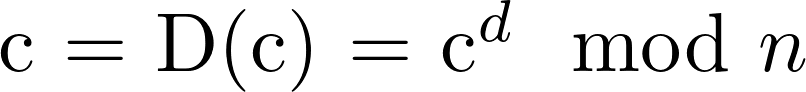 c = D(c) = c^d mod n